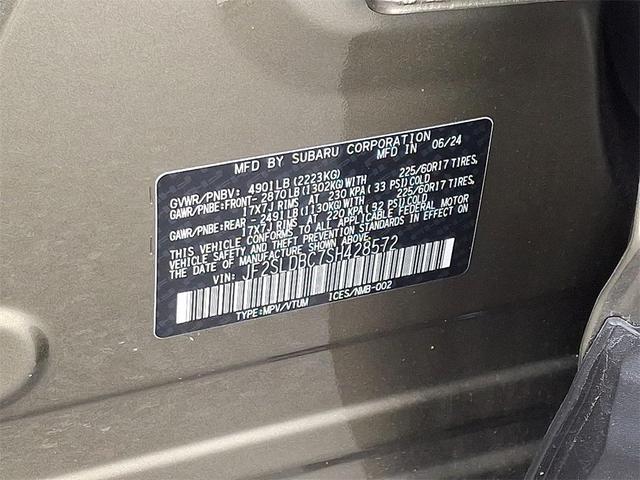 MFD BY SUBARU CORPORATION
MFD IN 06/24
GVWR/PNBV: 4901LB(2223KG)
GAWR/PNBE:FRONT- 2870LB(1302KG)WITH 225/60R17 TIRES,
17X7J RIMS AT 230 KPA(33 PSI)COLD
GAWR/PNBE:REAR - 2491LB(1130KG)WITH 225/60R17 TIRES,
17X7J RIMS AT 220 KPA(32 PSI)COLD
THIS VEHICLE CONFORMS TO ALL APPLICABLE FEDERAL MOTOR
VEHICLE SAFETY AND THEFT PREVENTION STANDARDS IN EFFECT ON
THE DATE OF MANUFACTURE SHOWN ABOVE.
VIN: JF2SLDBC7SH428572
TYPE:MPV/VTUM ICES/NMB-002